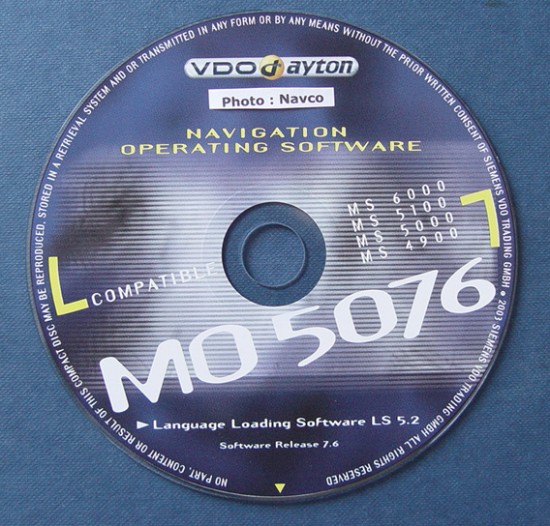 NO PART, CONTENT OR RESULT OF THIS COMPACT DISC MAY BE REPRODUCED, STORED IN A RETRIEVAL SYSTEM AND OR TRANSMITTED IN ANY FORM OR BY ANY MEANS WITHOUT THE PRIOR WRITTEN CONSENT OF SIEMENS VDO TRADING GMBH • 2003 SIEMENS VDO TRADING GMBH ALL RIGHTS RESERVED
VDO dayton
Photo : Navco
NAVIGATION
OPERATING SOFTWARE
MS 6000
MS 5100
MS 5000
MS 4900
COMPATIBLE
MO 5076
Language Loading Software LS 5.2
Software Release 7.6